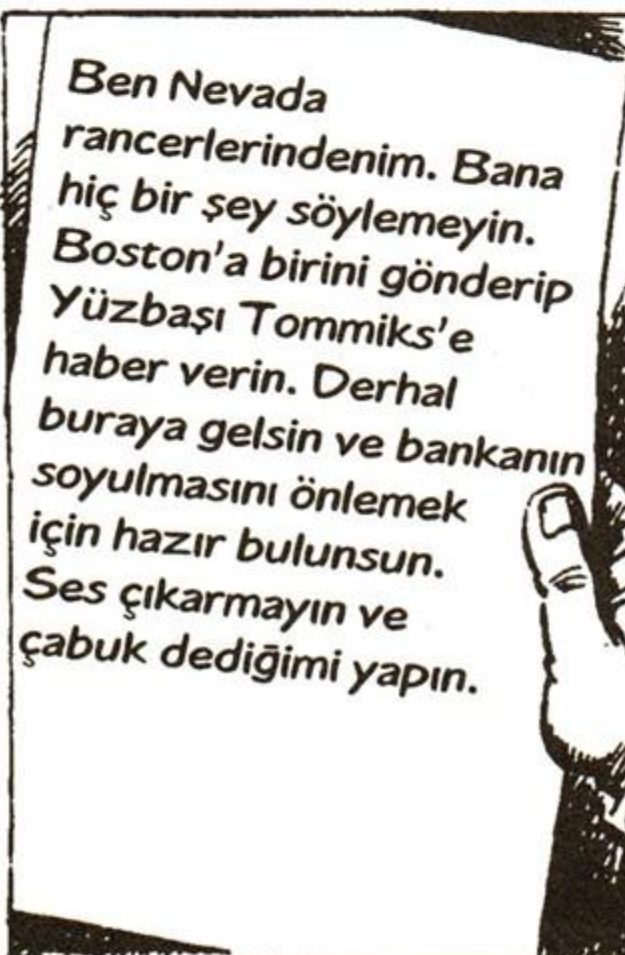 Ben Nevada
rancerlerindenim. Bana
hiç bir şey söylemeyin.
Boston'a birini gönderip
Yüzbaşı Tommiks'e
haber verin. Derhal
buraya gelsin ve bankanın
soyulmasını önlemek
için hazır bulunsun.
Ses çıkarmayın ve
çabuk dediğimi yapın.